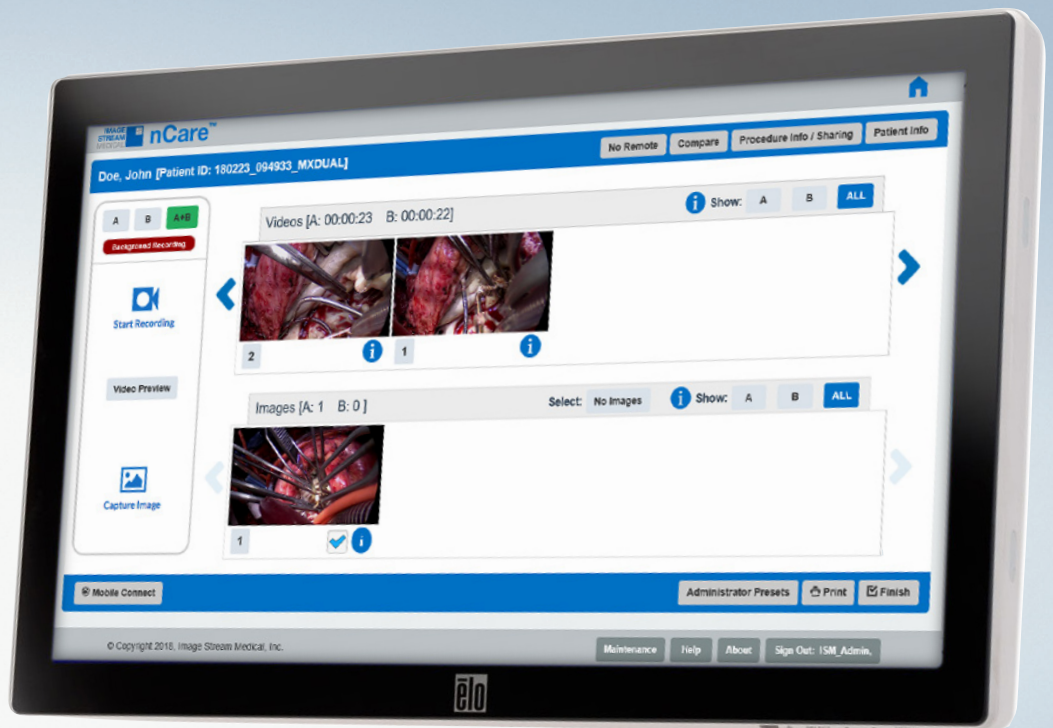 IMAGE STREAM MEDICAL nCare™
Doe, John [Patient ID: 180223_094933_MXDUAL]
No Remote Compare Procedure Info / Sharing Patient Info
A B A+B
Background Recording
Start Recording
Video Preview
Capture Image
Videos [A: 00:00:23 B: 00:00:22]
i Show: A B ALL
2 i 1 i
Images [A: 1 B: 0 ]
Select: No Images i Show: A B ALL
1 i
Mobile Connect
Administrator Presets Print Finish
© Copyright 2018, Image Stream Medical, Inc.
Maintenance Help About Sign Out: ISM_Admin,
elo